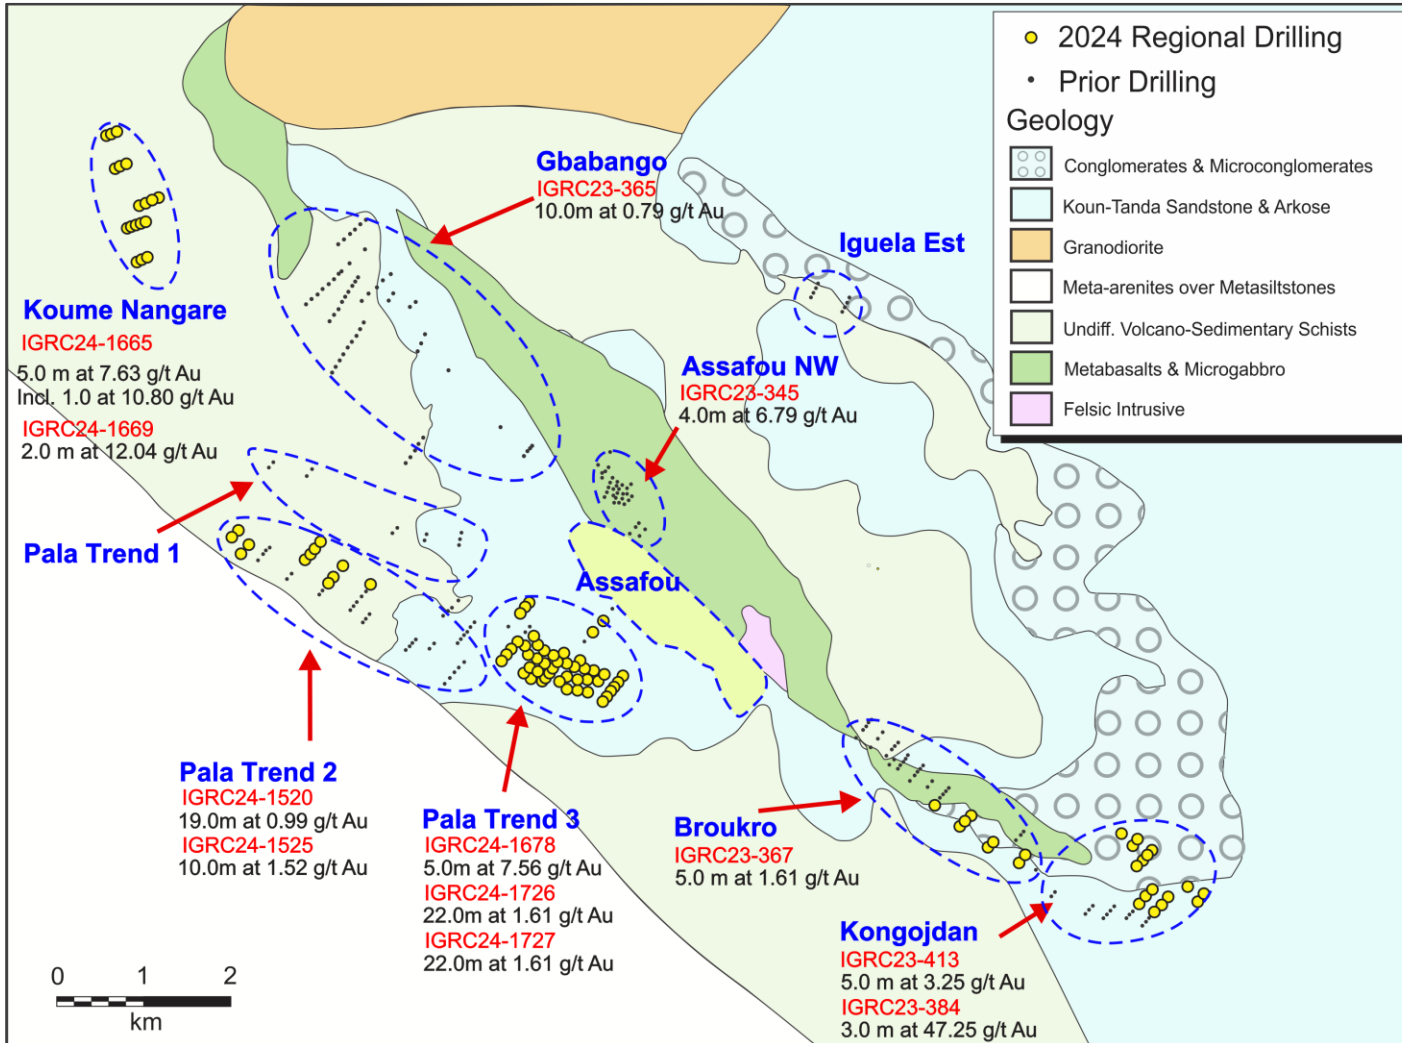 2024 Regional Drilling
Prior Drilling
Geology
Conglomerates & Microconglomerates
Koun-Tanda Sandstone & Arkose
Granodiorite
Meta-arenites over Metasiltstones
Undiff. Volcano-Sedimentary Schists
Metabasalts & Microgabbro
Felsic Intrusive
Gbabango
IGRC23-365
10.0m at 0.79 g/t Au
Iguela Est
Koume Nangare
IGRC24-1665
5.0 m at 7.63 g/t Au
Incl. 1.0 at 10.80 g/t Au
IGRC24-1669
2.0 m at 12.04 g/t Au
Assafou NW
IGRC23-345
4.0m at 6.79 g/t Au
Pala Trend 1
Assafou
Pala Trend 2
IGRC24-1520
19.0m at 0.99 g/t Au
IGRC24-1525
10.0m at 1.52 g/t Au
Pala Trend 3
IGRC24-1678
5.0m at 7.56 g/t Au
IGRC24-1726
22.0m at 1.61 g/t Au
IGRC24-1727
22.0m at 1.61 g/t Au
Broukro
IGRC23-367
5.0 m at 1.61 g/t Au
Kongojdan
IGRC23-413
5.0 m at 3.25 g/t Au
IGRC23-384
3.0 m at 47.25 g/t Au
0 1 2
km